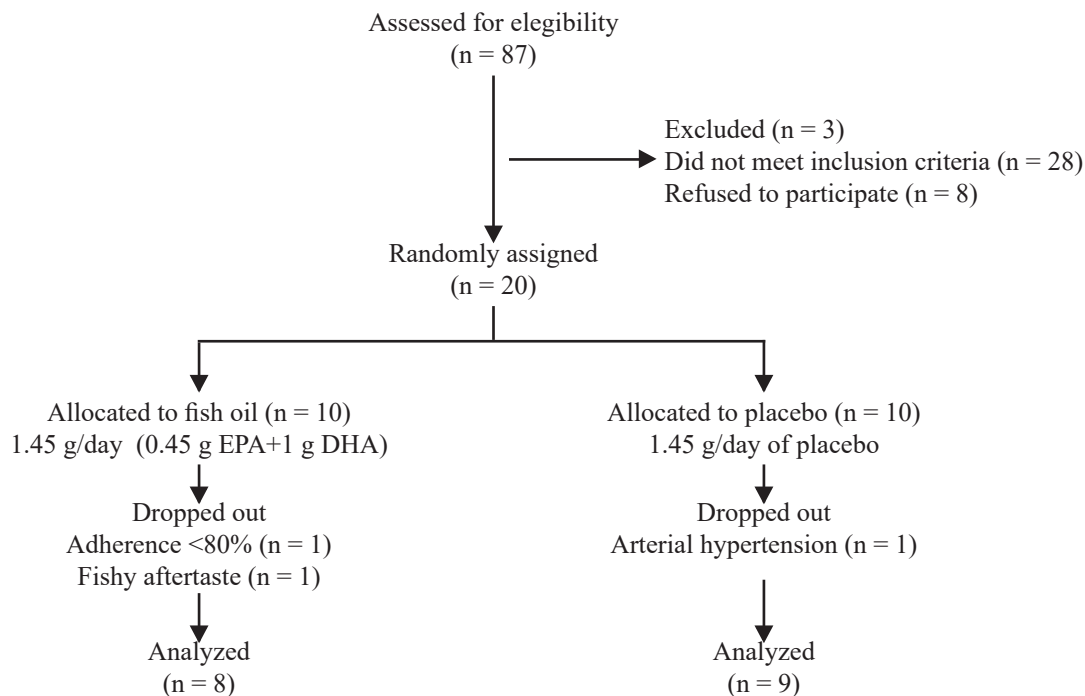 Assessed for elegibility
(n = 87)
Excluded (n = 3)
Did not meet inclusion criteria (n = 28)
Refused to participate (n = 8)
Randomly assigned
(n = 20)
Allocated to fish oil (n = 10)
1.45 g/day (0.45 g EPA+1 g DHA)
Allocated to placebo (n = 10)
1.45 g/day of placebo
Dropped out
Adherence <80% (n = 1)
Fishy aftertaste (n = 1)
Dropped out
Arterial hypertension (n = 1)
Analyzed
(n = 8)
Analyzed
(n = 9)